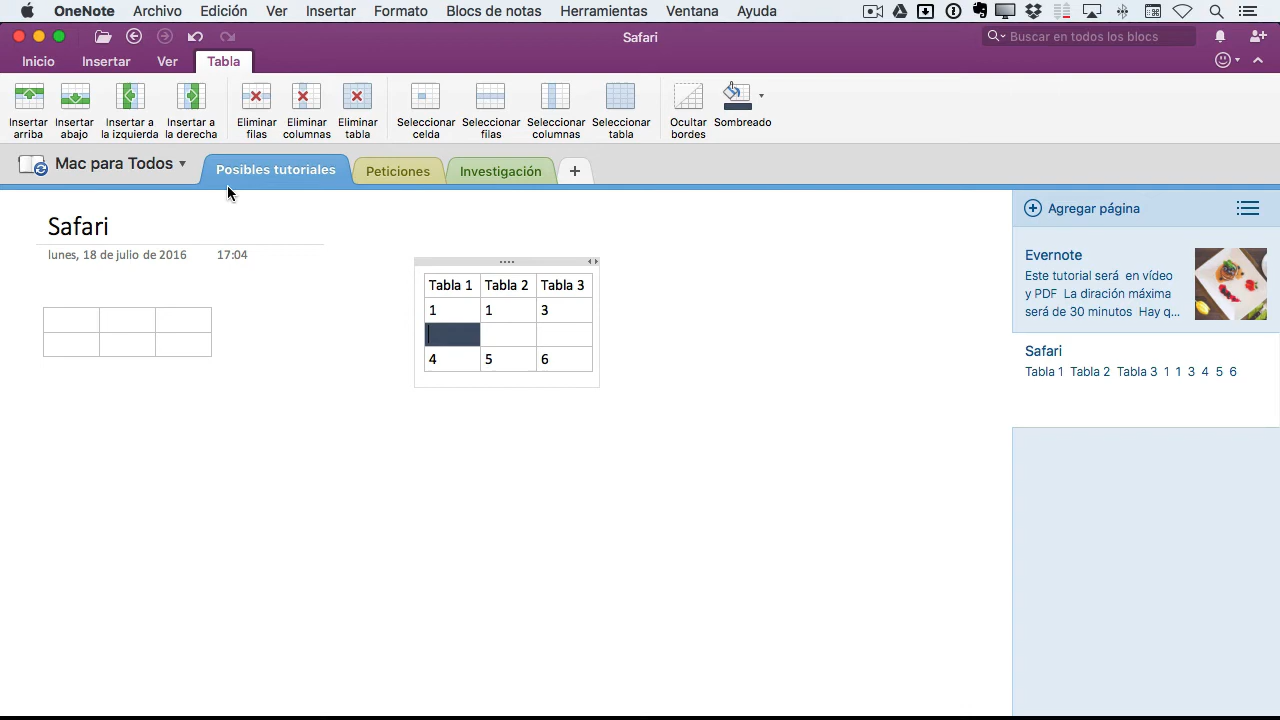 OneNote Archivo Edición Ver Insertar Formato Blocs de notas Herramientas Ventana Ayuda
Safari
Buscar en todos los blocs
Inicio Insertar Ver Tabla
Insertar arriba
Insertar abajo
Insertar a la izquierda
Insertar a la derecha
Eliminar filas
Eliminar columnas
Eliminar tabla
Seleccionar celda
Seleccionar filas
Seleccionar columnas
Seleccionar tabla
Ocultar bordes
Sombreado
Mac para Todos Posibles tutoriales Peticiones Investigación +
Safari
lunes, 18 de julio de 2016 17:04
Tabla 1 Tabla 2 Tabla 3
1 1 3
4 5 6
Agregar página
Evernote
Este tutorial será en vídeo
y PDF La diración máxima
será de 30 minutos Hay q...
Safari
Tabla 1 Tabla 2 Tabla 3 1 1 3 4 5 6